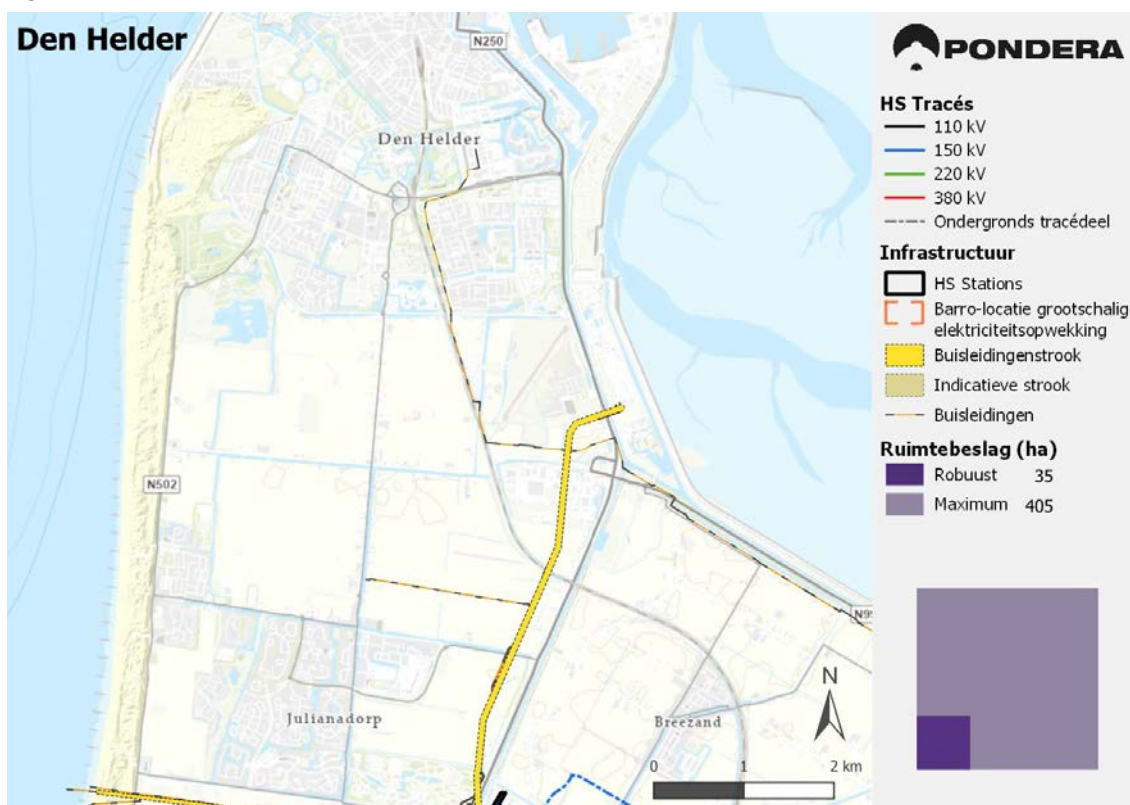 Den Helder
N250
Den Helder
N502
Julianadorp
Breezand
N
0 1 2 km
PONDERA
HS Tracés
110 kV
150 kV
220 kV
380 kV
Ondergronds tracédeel
Infrastructuur
HS Stations
Barro-locatie grootschalig
elektriciteitsopwekking
Buisleidingenstrook
Indicatieve strook
Buisleidingen
Ruimtebeslag (ha)
Robuust 35
Maximum 405